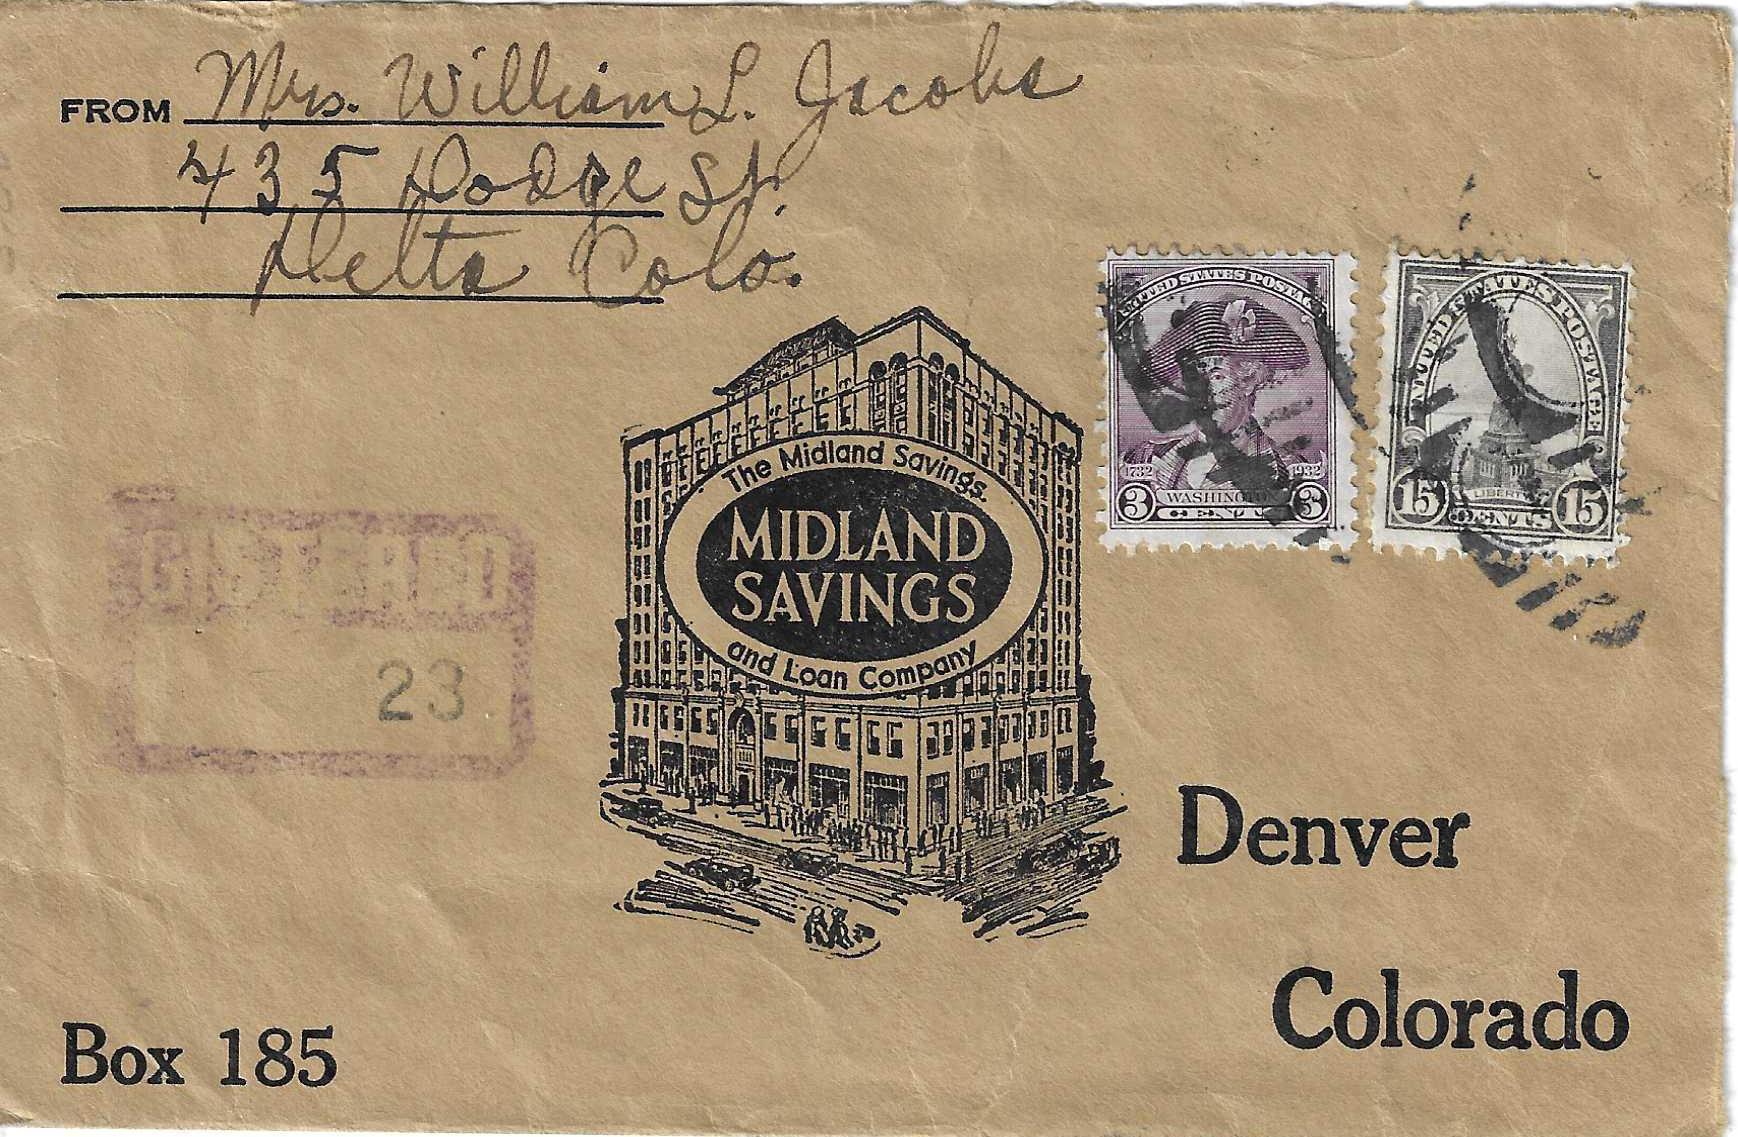 FROM Mrs. William L. Jacobs
435 Dodge St.
Delta Colo.
UNITED STATES POSTAGE
1732 1932
WASHINGTON
3 CENTS 3
UNITED STATES POSTAGE
LIBERTY
15 CENTS 15
The Midland Savings
MIDLAND
SAVINGS
and Loan Company
GISTERED
23
Denver
Colorado
Box 185